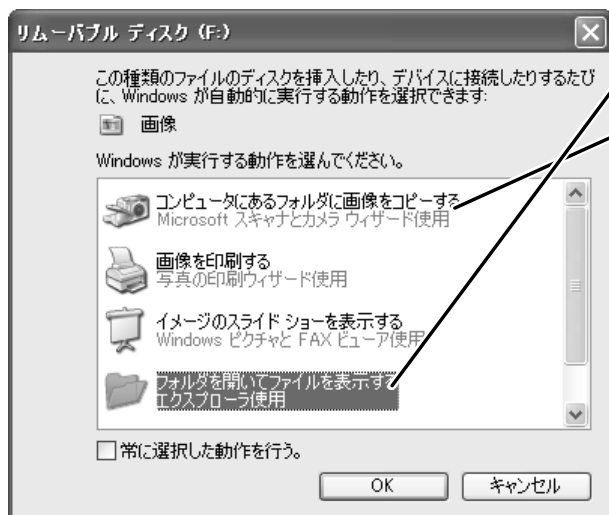 リムーバブル ディスク (F:)
この種類のファイルのディスクを挿入したり、デバイスに接続したりするたび
に、Windows が自動的に実行する動作を選択できます:
画像
Windows が実行する動作を選んでください。
コンピュータにあるフォルダに画像をコピーする
Microsoft スキャナとカメラ ウィザード使用
画像を印刷する
写真の印刷ウィザード使用
イメージのスライド ショーを表示する
Windows ピクチャと FAX ビューア使用
フォルダを開いてファイルを表示する
エクスプローラ使用
常に選択した動作を行う。
OK
キャンセル